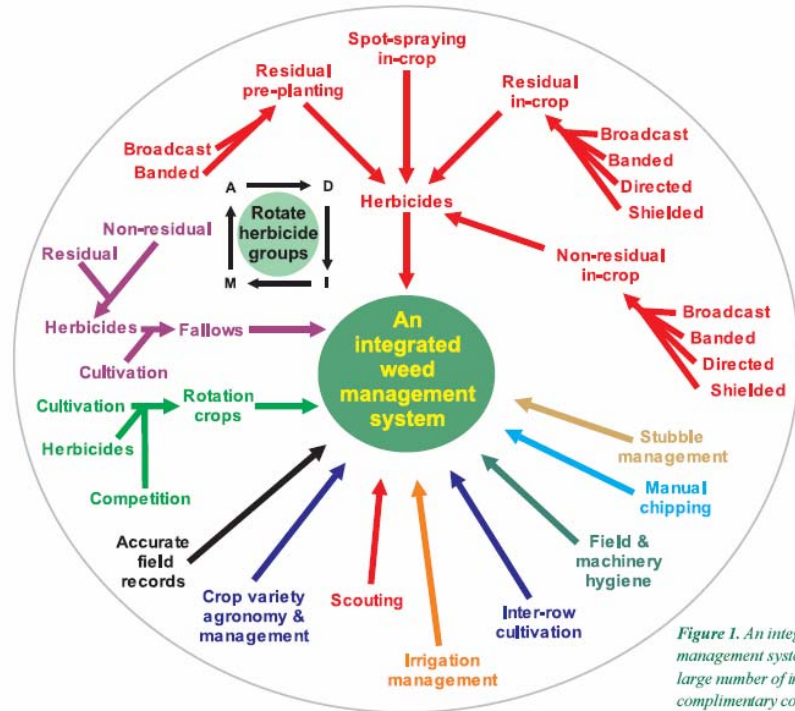 Spot-spraying
in-crop
Residual
pre-planting
Residual
in-crop
Broadcast
Banded
Broadcast
Banded
Directed
Shielded
A
D
Rotate
herbicide
groups
M
I
Herbicides
Non-residual
Residual
Non-residual
in-crop
Herbicides
Fallows
Cultivation
Broadcast
Banded
Directed
Shielded
An
integrated
weed
management
system
Cultivation
Rotation
crops
Herbicides
Competition
Stubble
management
Manual
chipping
Accurate
field
records
Field &
machinery
hygiene
Crop variety
agronomy &
management
Scouting
Inter-row
cultivation
Irrigation
management
Figure 1. An integ
management syste
large number of in
complimentary co